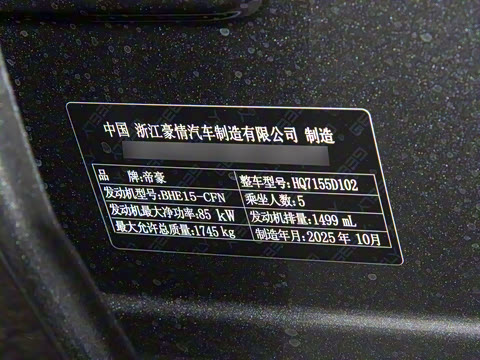 中国 浙江豪情汽车制造有限公司 制造
品 牌:帝豪 整车型号:HQ7155D102
发动机型号:BHE15-CFN 乘坐人数:5
发动机最大净功率:85 kW 发动机排量:1499 mL
最大允许总质量:1745 kg 制造年月:2025 年 10月